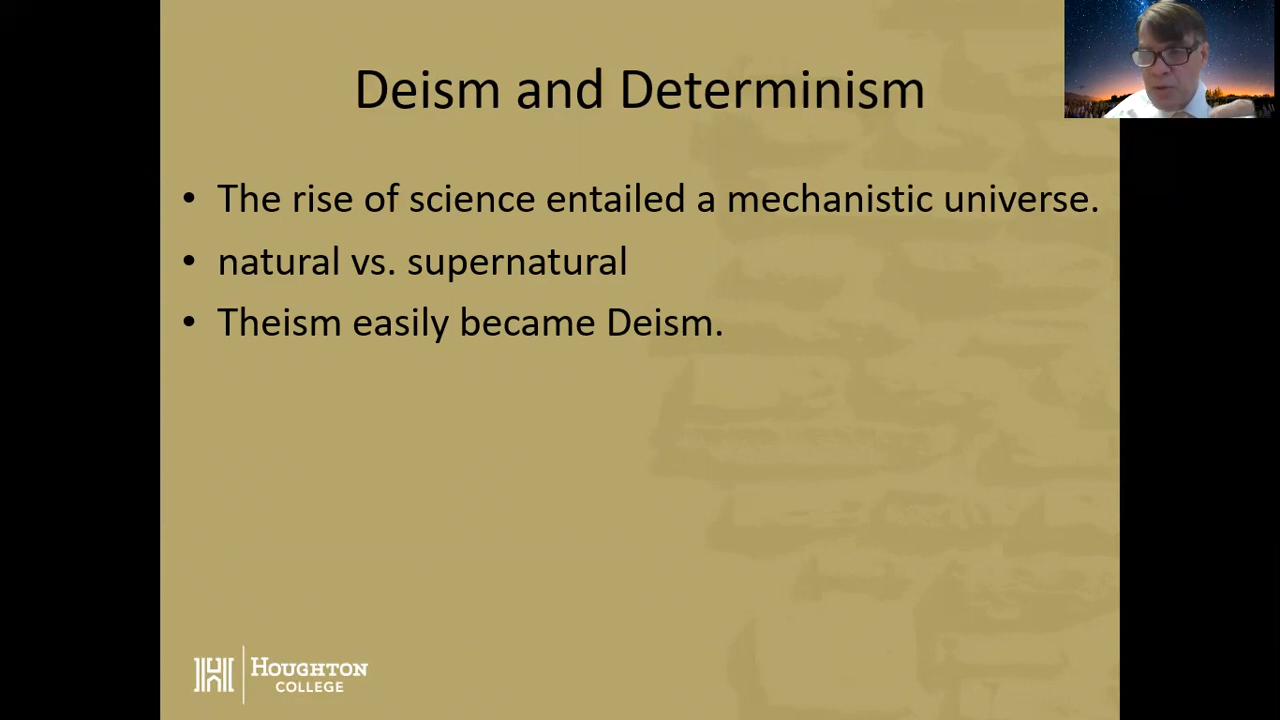 Deism and Determinism
• The rise of science entailed a mechanistic universe.
• natural vs. supernatural
• Theism easily became Deism.
HOUGHTON
COLLEGE